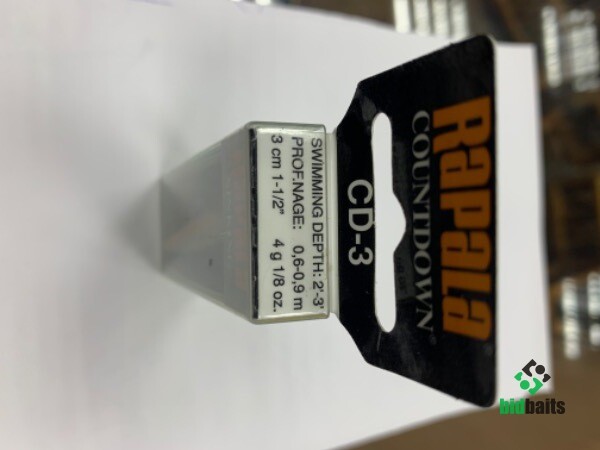 RAPALA
COUNTDOWN
CD-3
SWIMMING DEPTH: 2'-3'
PROF.NAGE: 0,6-0,9 m
3 cm 1-1/2" 4 g 1/8 oz.
bidbaits